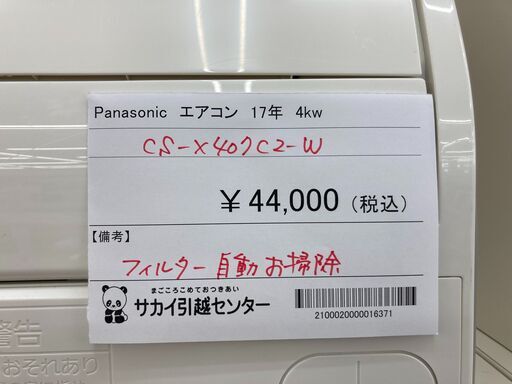 Panasonic エアコン 17年 4kw
CS-X407C2-W
￥44,000（税込）
【備考】
フィルター自動お掃除
まごころこめておつきあい
サカイ引越センター
2100020000016371
警告
おそれあり